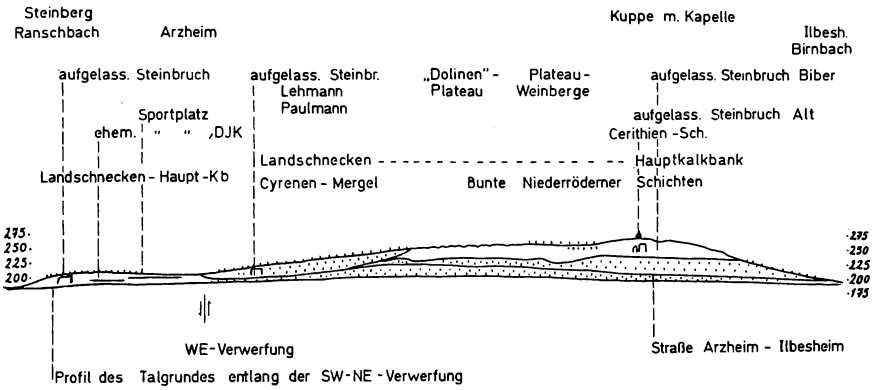 Steinberg
Ranschbach
Arzheim
Kuppe m. Kapelle
Ilbesh.
Birnbach
aufgelass. Steinbruch
aufgelass. Steinbr.
Lehmann
Paulmann
„Dolinen"-
Plateau
Plateau-
Weinberge
aufgelass. Steinbruch Biber
Sportplatz
ehem. " " ,DJK
aufgelass. Steinbruch Alt
Cerithien-Sch.
Landschnecken - - - - - - - - - - - - - - - - - - - - Hauptkalkbank
Landschnecken-Haupt-Kb
Cyrenen-Mergel Bunte Niederrödermer Schichten
275-
250-
225-
200-
-275
-250
-225
-200
-175
WE-Verwerfung
Straße Arzheim - Ilbesheim
Profil des Talgrundes entlang der SW-NE-Verwerfung